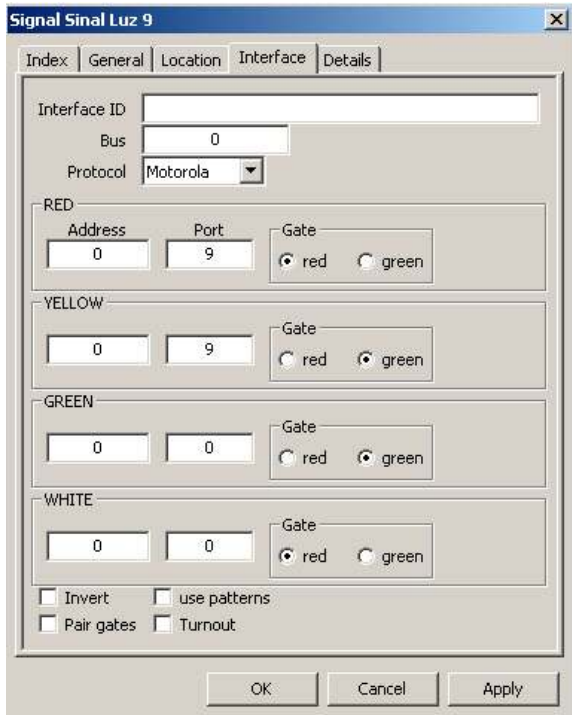 Signal Sinal Luz 9
Index General Location Interface Details
Interface ID
Bus 0
Protocol Motorola
RED
Address Port Gate
0 9 red green
YELLOW
Gate
0 9 red green
GREEN
Gate
0 0 red green
WHITE
Gate
0 0 red green
Invert use patterns
Pair gates Turnout
OK Cancel Apply